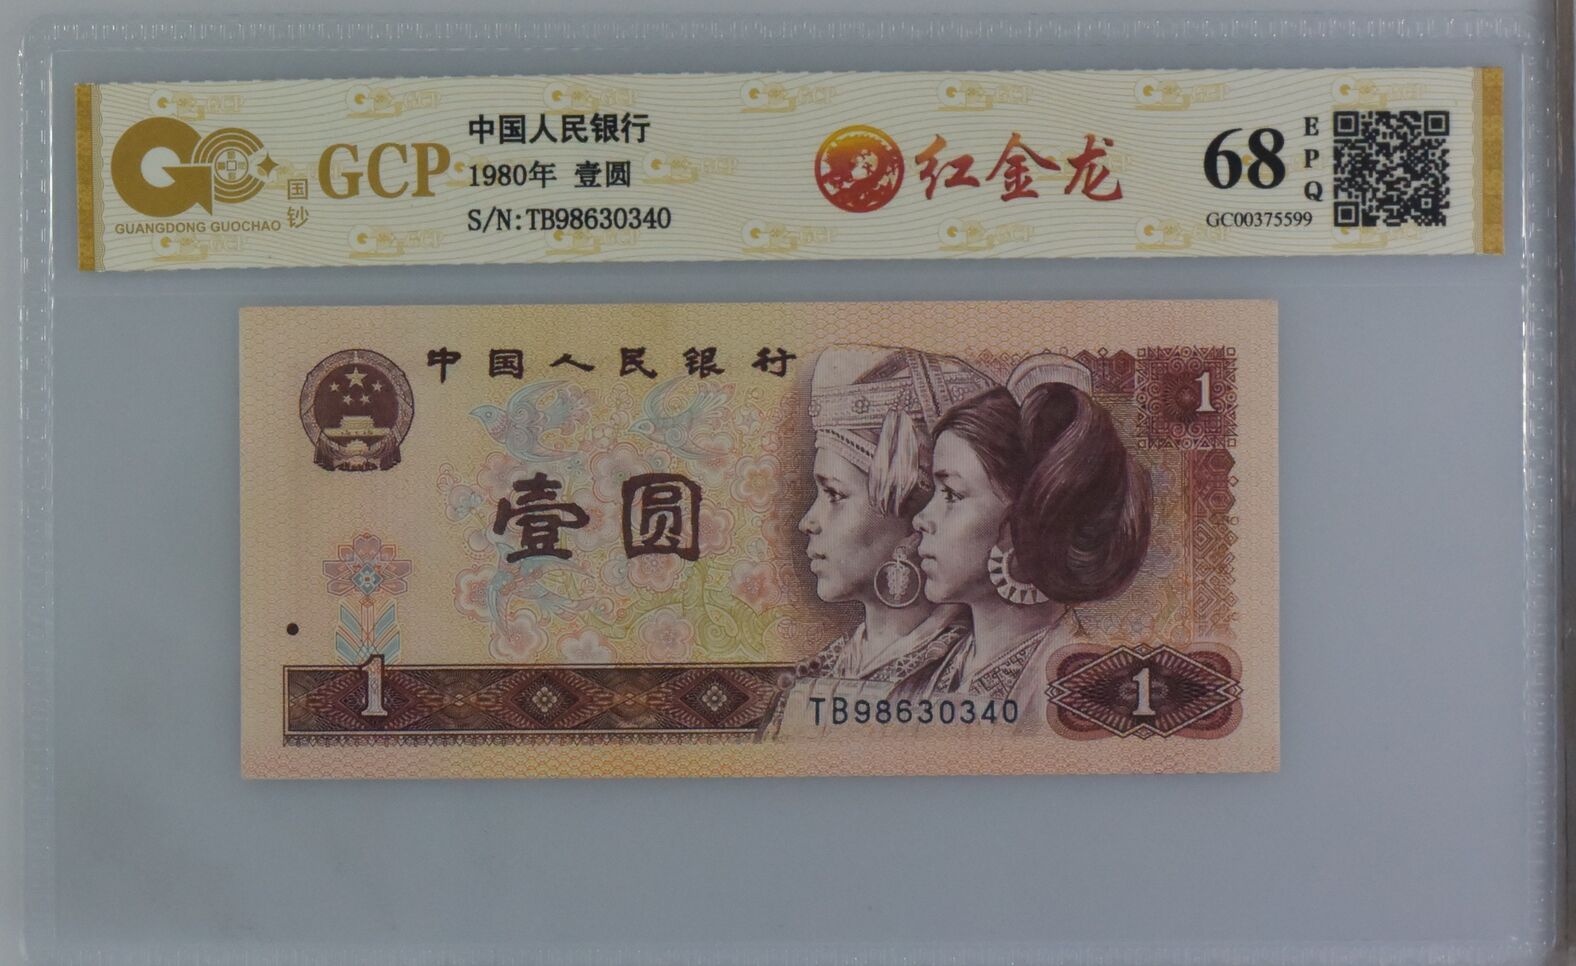 GUANGDONG GUOCHAO
国钞
GCP
中国人民银行
1980年 壹圆
S/N:TB98630340
红金龙
68
EPQ
GC00375599
中国人民银行
1
壹圆
1
TB98630340
1